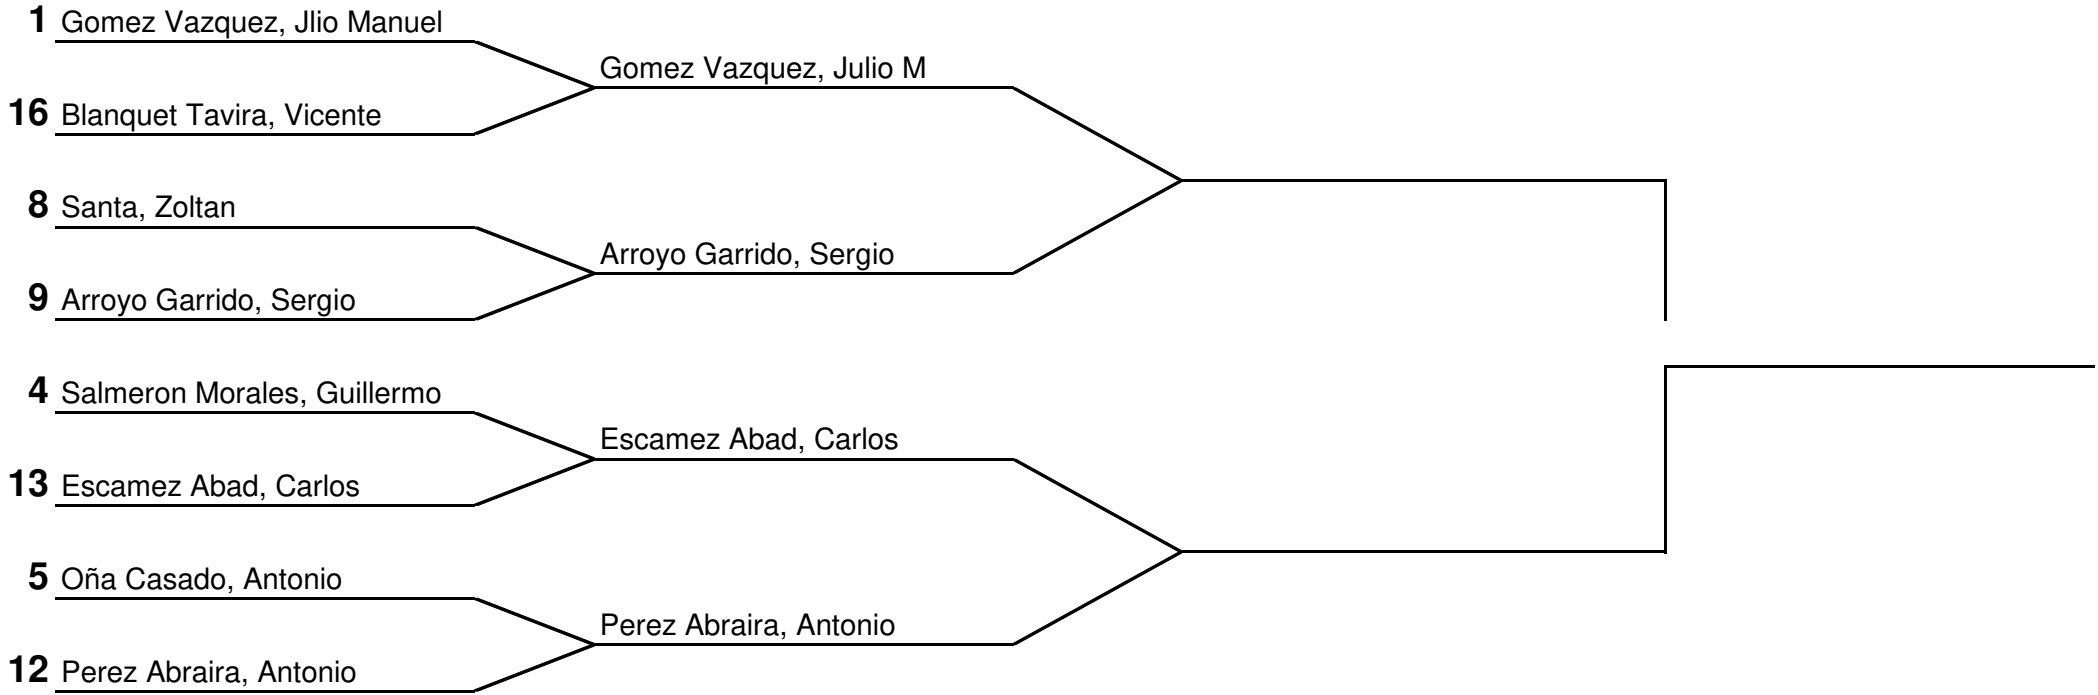 1 Gomez Vazquez, Jlio Manuel
Gomez Vazquez, Julio M
16 Blanquet Tavira, Vicente
8 Santa, Zoltan
Arroyo Garrido, Sergio
9 Arroyo Garrido, Sergio
4 Salmeron Morales, Guillermo
Escamez Abad, Carlos
13 Escamez Abad, Carlos
5 Oña Casado, Antonio
Perez Abraira, Antonio
12 Perez Abraira, Antonio